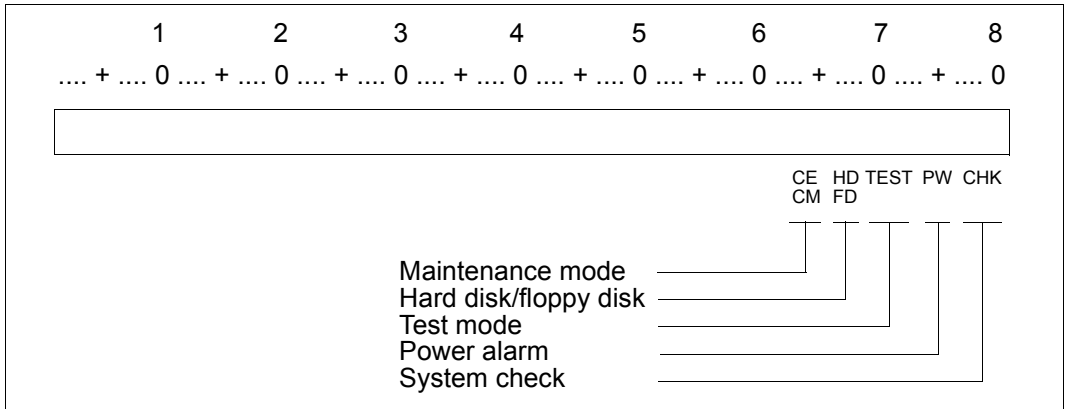 1 2 3 4 5 6 7 8
.... + .... 0 .... + .... 0 .... + .... 0 .... + .... 0 .... + .... 0 .... + .... 0 .... + .... 0 .... + .... 0
CE HD TEST PW CHK
CM FD
Maintenance mode
Hard disk/floppy disk
Test mode
Power alarm
System check